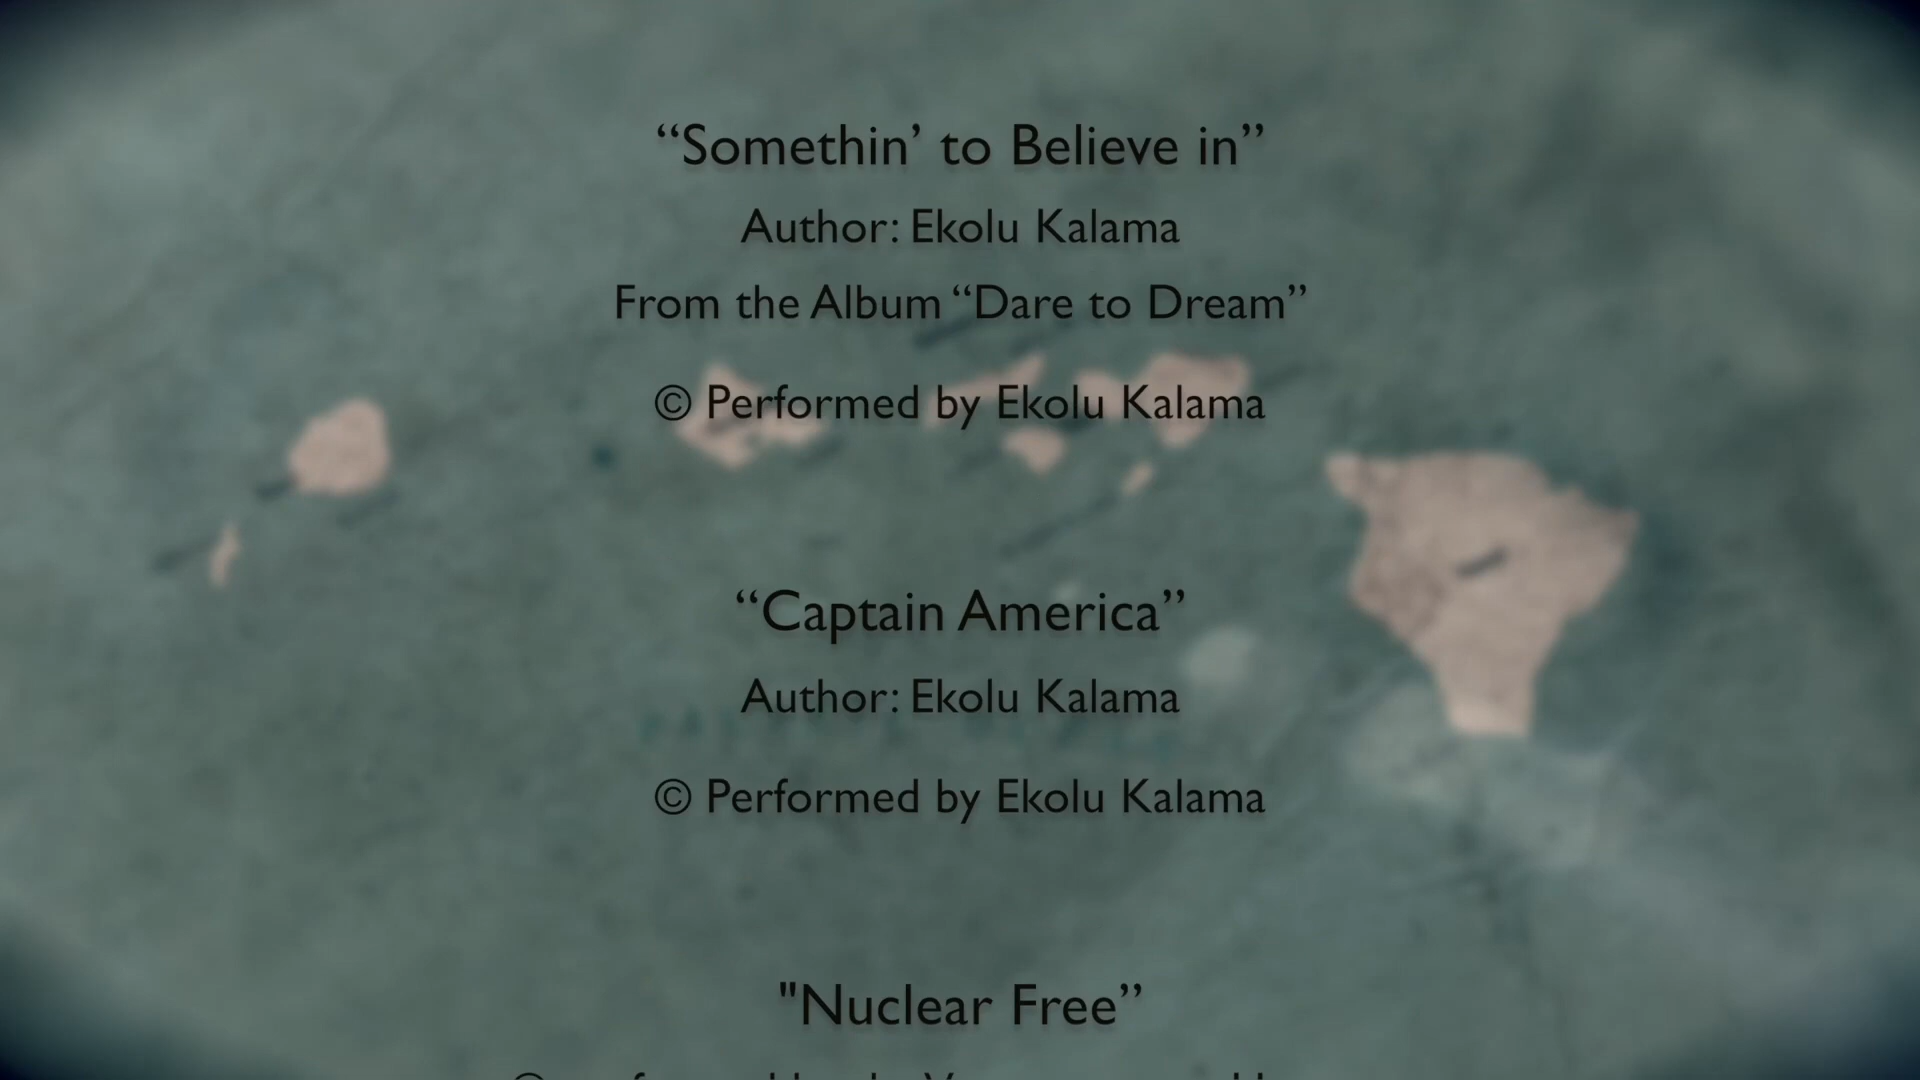 “Somethin’ to Believe in”
Author: Ekolu Kalama
From the Album “Dare to Dream”
© Performed by Ekolu Kalama
“Captain America”
Author: Ekolu Kalama
© Performed by Ekolu Kalama
"Nuclear Free”